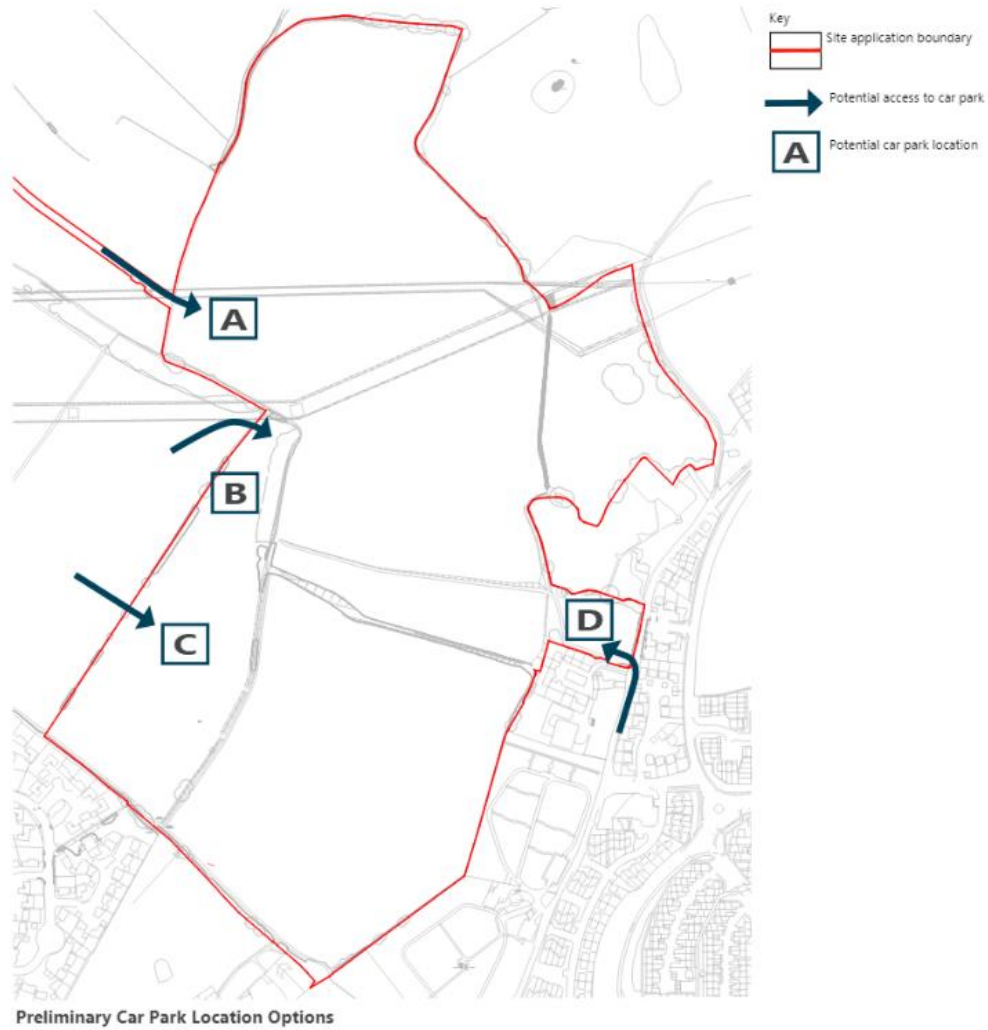 Key
Site application boundary
Potential access to car park
A
Potential car park location
A
B
C
D
Preliminary Car Park Location Options